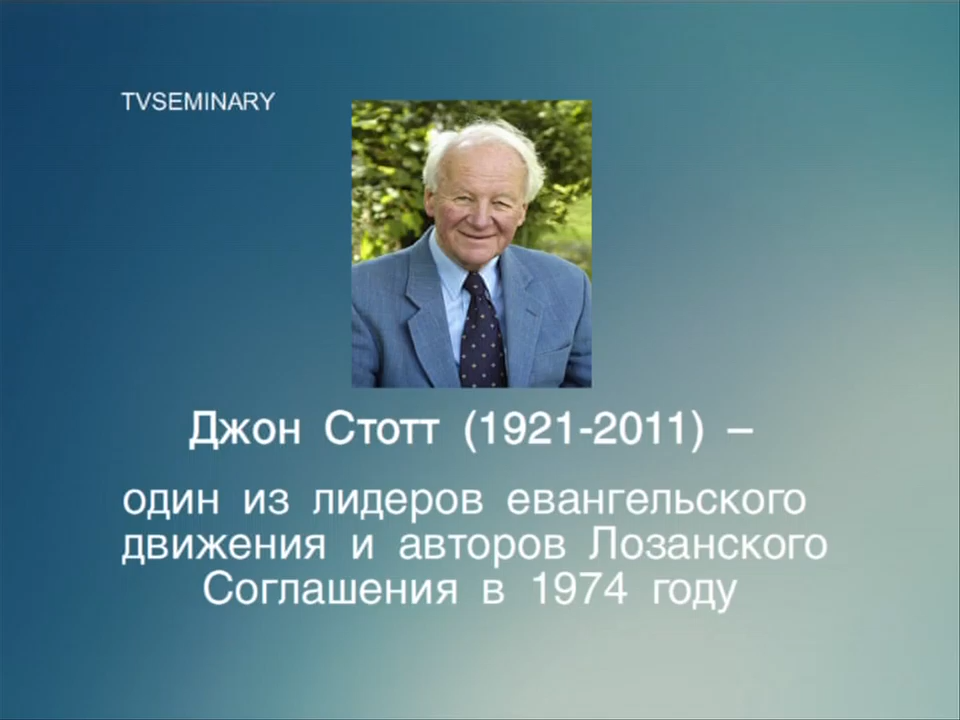 TVSEMINARY
Джон Стотт (1921-2011) –
один из лидеров евангельского
движения и авторов Лозанского
Соглашения в 1974 году